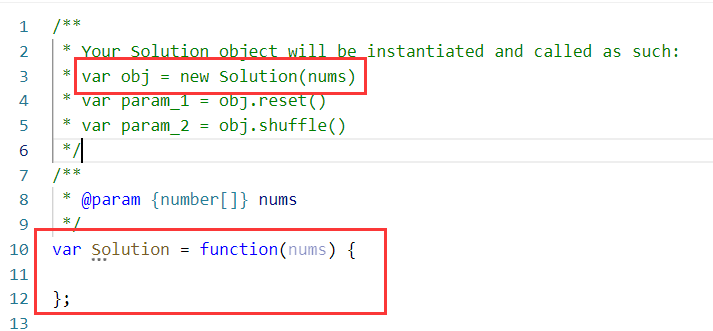 1 /**
2 * Your Solution object will be instantiated and called as such:
3 * var obj = new Solution(nums)
4 * var param_1 = obj.reset()
5 * var param_2 = obj.shuffle()
6 */
7 /**
8 * @param {number[]} nums
9 */
10 var Solution = function(nums) {
11
12 };
13